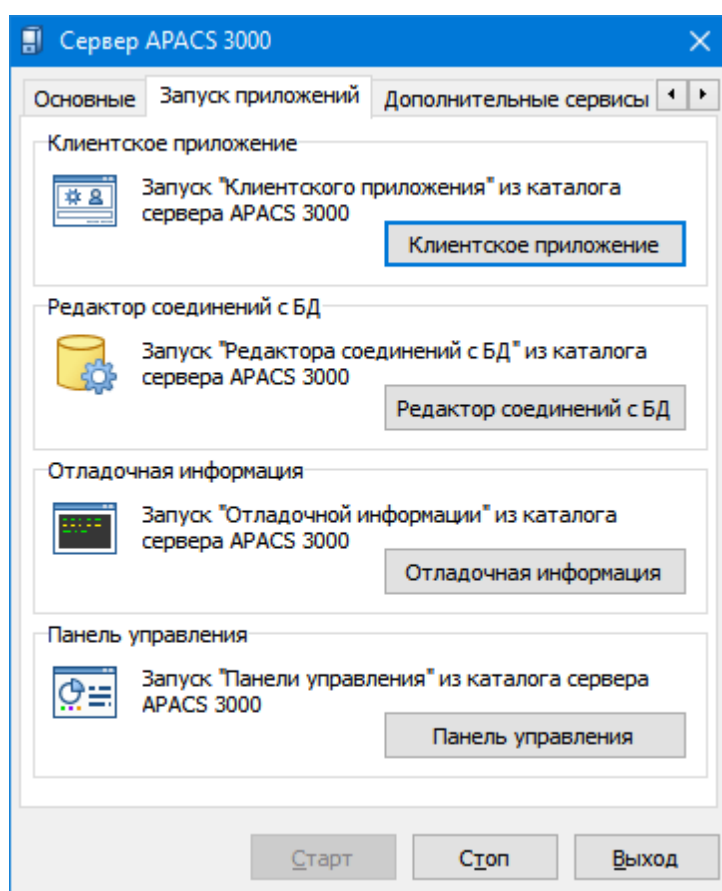 Сервер APACS 3000
Основные Запуск приложений Дополнительные сервисы
Клиентское приложение
Запуск "Клиентского приложения" из каталога
сервера APACS 3000
Клиентское приложение
Редактор соединений с БД
Запуск "Редактора соединений с БД" из каталога
сервера APACS 3000
Редактор соединений с БД
Отладочная информация
Запуск "Отладочной информации" из каталога
сервера APACS 3000
Отладочная информация
Панель управления
Запуск "Панели управления" из каталога сервера
APACS 3000
Панель управления
Старт Стоп Выход